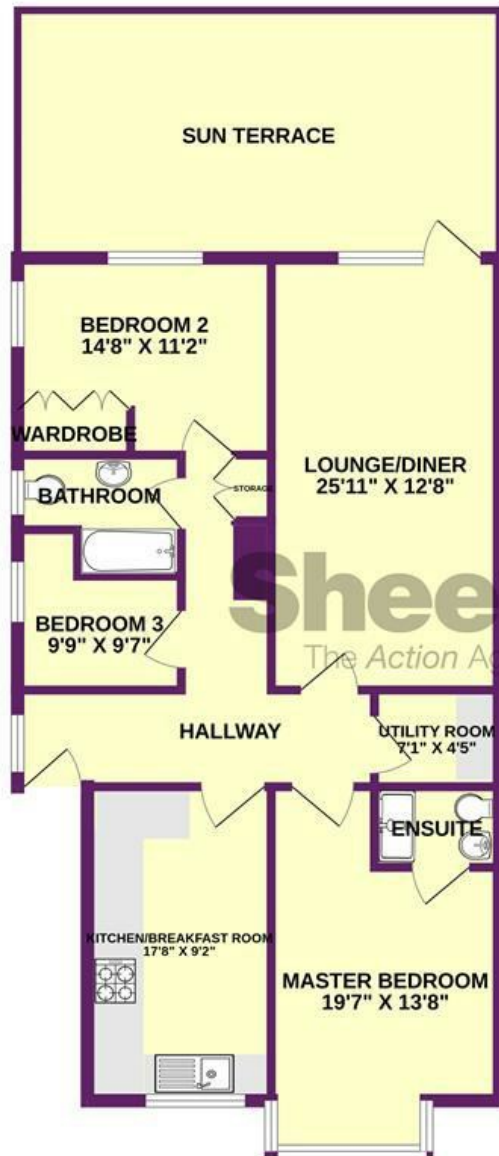 SUN TERRACE
BEDROOM 2
14'8" X 11'2"
WARDROBE
BATHROOM
STORAGE
LOUNGE/DINER
25'11" X 12'8"
BEDROOM 3
9'9" X 9'7"
Shee
The Action Ag
HALLWAY
UTILITY ROOM
7'1" X 4'5"
ENSUITE
KITCHEN/BREAKFAST ROOM
17'8" X 9'2"
MASTER BEDROOM
19'7" X 13'8"